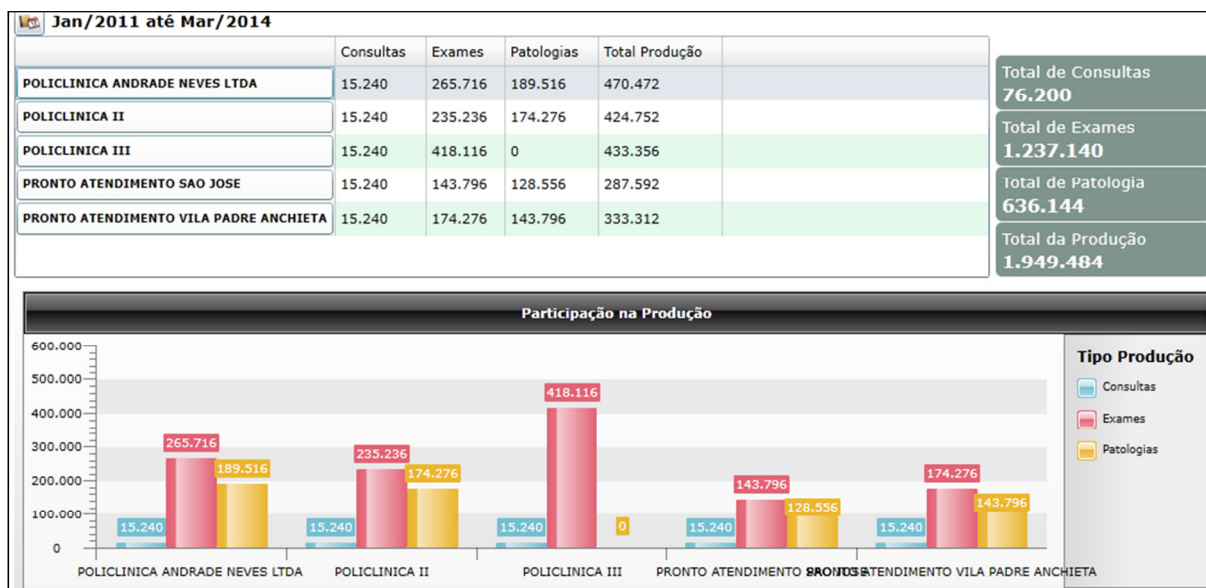 Jan/2011 até Mar/2014
Consultas Exames Patologias Total Produção
POLICLINICA ANDRADE NEVES LTDA 15.240 265.716 189.516 470.472
POLICLINICA II 15.240 235.236 174.276 424.752
POLICLINICA III 15.240 418.116 0 433.356
PRONTO ATENDIMENTO SAO JOSE 15.240 143.796 128.556 287.592
PRONTO ATENDIMENTO VILA PADRE ANCHIETA 15.240 174.276 143.796 333.312
Total de Consultas
76.200
Total de Exames
1.237.140
Total de Patologia
636.144
Total da Produção
1.949.484
Participação na Produção
600.000
500.000
400.000
300.000
200.000
100.000
0
15.240 265.716 189.516
15.240 235.236 174.276
15.240 418.116 0
15.240 143.796 128.556
15.240 174.276 143.796
POLICLINICA ANDRADE NEVES LTDA
POLICLINICA II
POLICLINICA III
PRONTO ATENDIMENTO SAO JOSE
PRONTO ATENDIMENTO VILA PADRE ANCHIETA
Tipo Produção
Consultas
Exames
Patologias